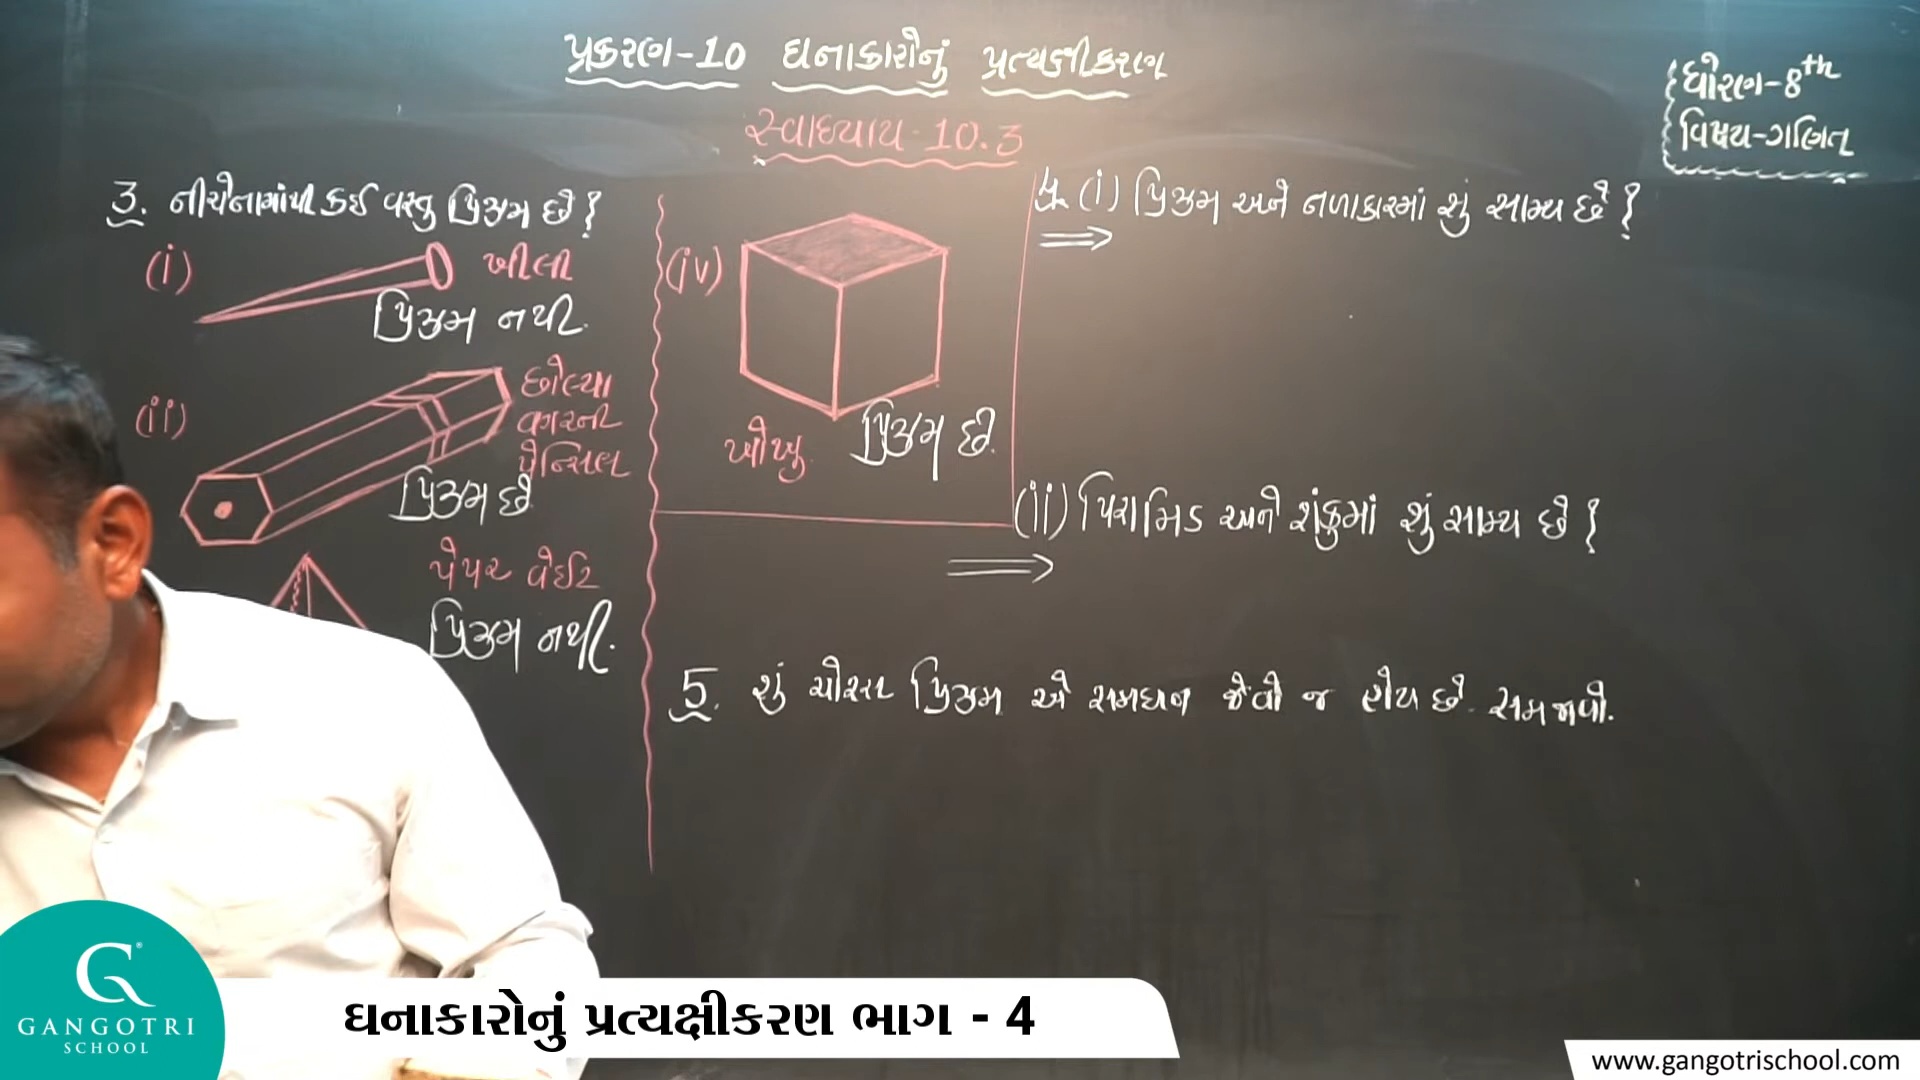 પ્રકરણ-10 ઘનાકારોનું પ્રત્યક્ષીકરણ
ધોરણ-8th
વિષય-ગણિત
સ્વાધ્યાય-10.3
3. નીચેનામાંથી કઈ વસ્તુ પ્રિઝમ છે?
(i) ખીલી
પ્રિઝમ નથી.
(ii) છોલ્યા
વગરની
પેન્સિલ
પ્રિઝમ છે
પેપર વેઈટ
પ્રિઝમ નથી.
(iv)
ખોખુ.
પ્રિઝમ છે.
4. (i) પ્રિઝમ અને નળાકારમાં શું સામ્ય છે?
(ii) પિરામિડ અને શંકુમાં શું સામ્ય છે?
5. શું ચોરસ પ્રિઝમ એ સમઘન જેવો જ હોય છે. સમજાવો.
G®
GANGOTRI
SCHOOL
ઘનાકારોનું પ્રત્યક્ષીકરણ ભાગ - 4
www.gangotrischool.com